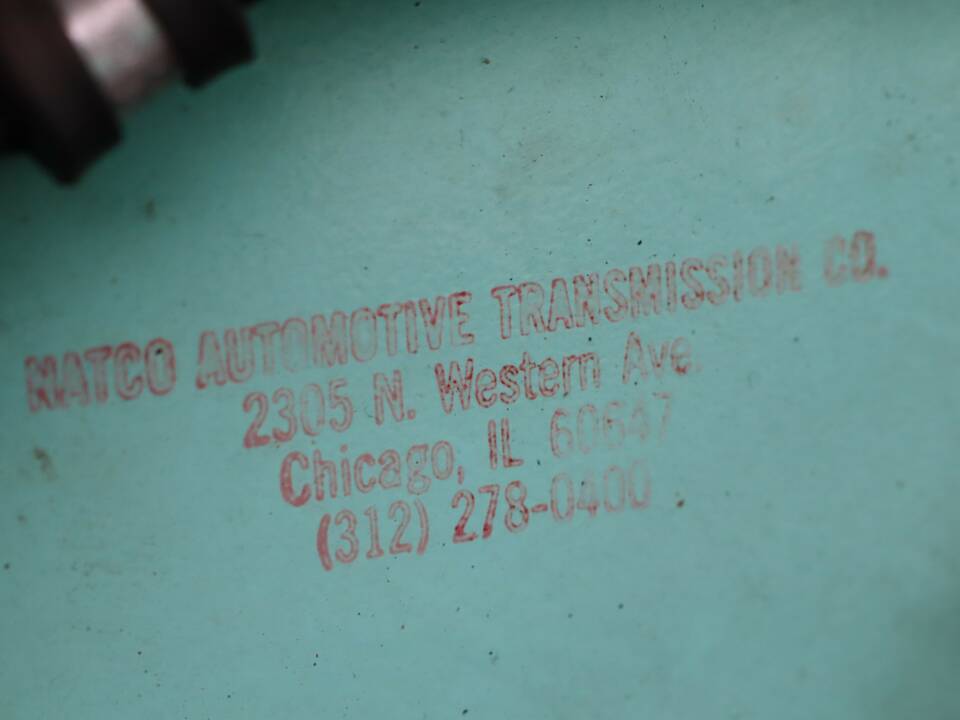 NATCO AUTOMOTIVE TRANSMISSION CO.
2305 N. Western Ave.
Chicago, IL 60647
(312) 278-0400